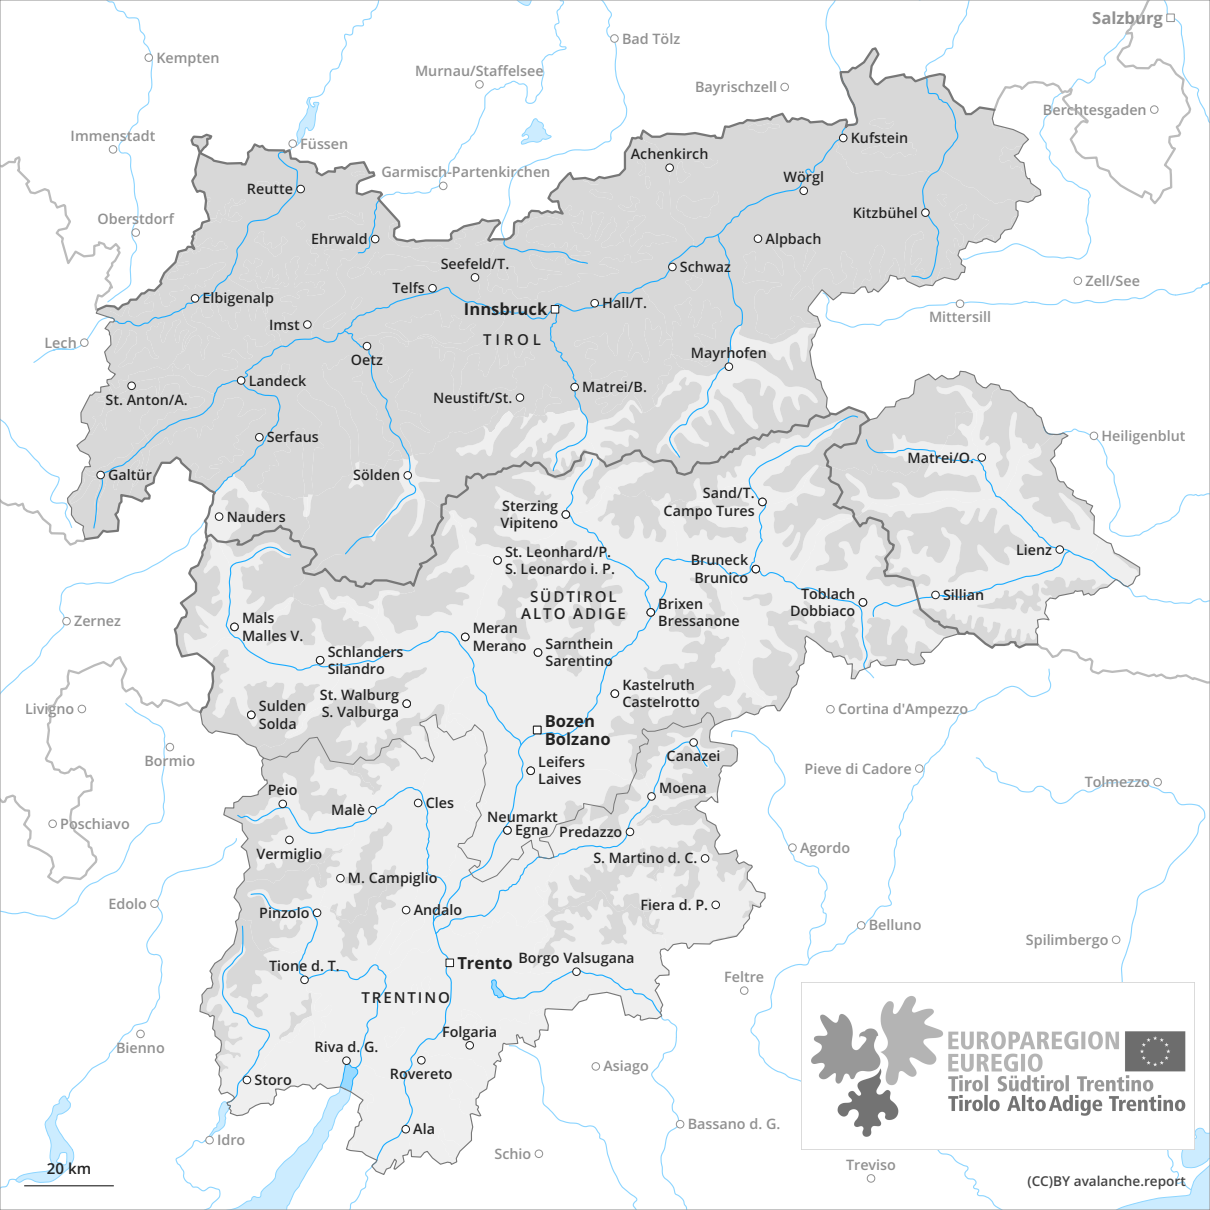 Salzburg
Kempten
Bad Tölz
Murnau/Staffelsee
Bayrischzell
Berchtesgaden
Immenstadt
Füssen
Kufstein
Achenkirch
Garmisch-Partenkirchen
Reutte
Wörgl
Oberstdorf
Kitzbühel
Ehrwald
Alpbach
Seefeld/T.
Schwaz
Zell/See
Telfs
Elbigenalp
Innsbruck
Hall/T.
Mittersill
Imst
TIROL
Lech
Oetz
Mayrhofen
Landeck
Matrei/B.
St. Anton/A.
Neustift/St.
Serfaus
Heiligenblut
Matrei/O.
Galtür
Sölden
Sand/T.
Campo Tures
Sterzing
Vipiteno
Nauders
St. Leonhard/P.
S. Leonardo i. P.
Lienz
Bruneck
Brunico
SÜDTIROL
ALTO ADIGE
Toblach
Dobbiaco
Sillian
Brixen
Bressanone
Zernez
Mals
Malles V.
Meran
Merano
Sarnthein
Sarentino
Schlanders
Silandro
Kastelruth
Castelrotto
St. Walburg
S. Valburga
Livigno
Sulden
Solda
Cortina d'Ampezzo
Bozen
Bolzano
Bormio
Canazei
Leifers
Laives
Pieve di Cadore
Tolmezzo
Peio
Moena
Malè
Cles
Neumarkt
Egna
Predazzo
Poschiavo
Vermiglio
S. Martino d. C.
Agordo
M. Campiglio
Edolo
Pinzolo
Andalo
Fiera d. P.
Belluno
Spilimbergo
Tione d. T.
Trento
Borgo Valsugana
Feltre
TRENTINO
Folgaria
Bienno
Riva d. G.
Rovereto
Asiago
Storo
EUROPAREGION
EUREGIO
Tirol Südtirol Trentino
Tirolo Alto Adige Trentino
Ala
Bassano d. G.
Idro
Schio
Treviso
20 km
(CC)BY avalanche.report